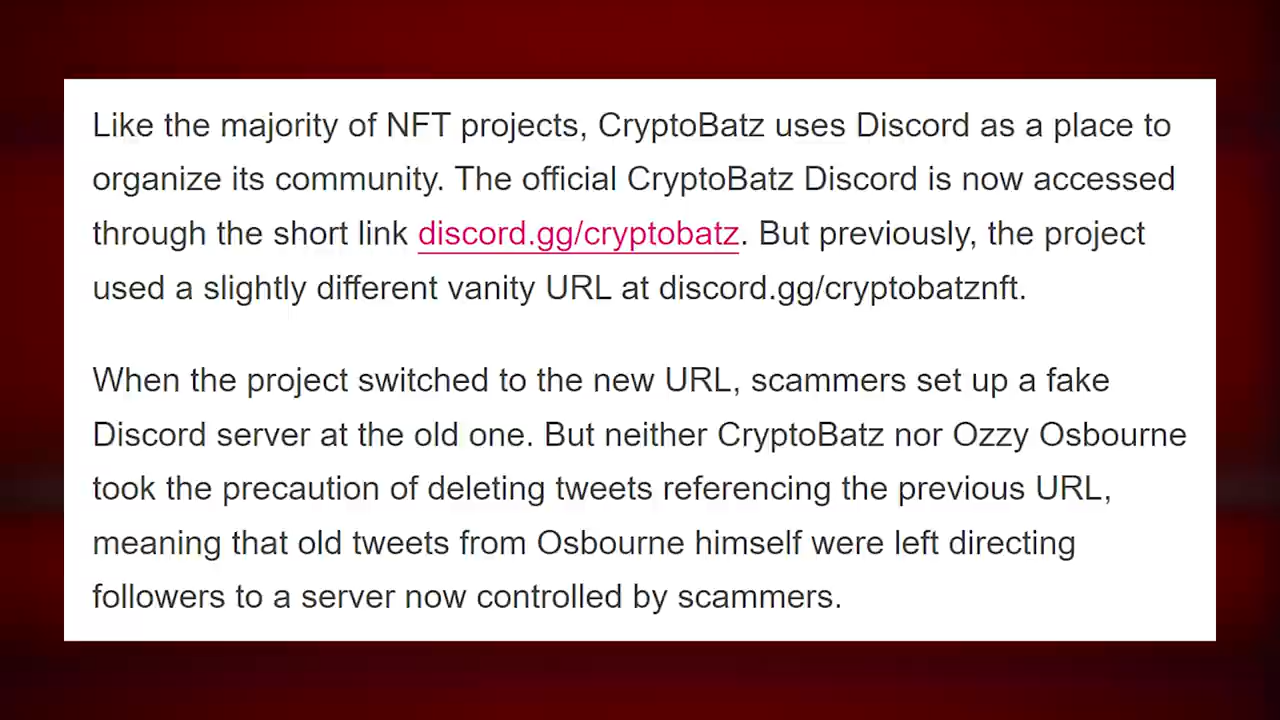 Like the majority of NFT projects, CryptoBatz uses Discord as a place to
organize its community. The official CryptoBatz Discord is now accessed
through the short link discord.gg/cryptobatz. But previously, the project
used a slightly different vanity URL at discord.gg/cryptobatznft.
When the project switched to the new URL, scammers set up a fake
Discord server at the old one. But neither CryptoBatz nor Ozzy Osbourne
took the precaution of deleting tweets referencing the previous URL,
meaning that old tweets from Osbourne himself were left directing
followers to a server now controlled by scammers.